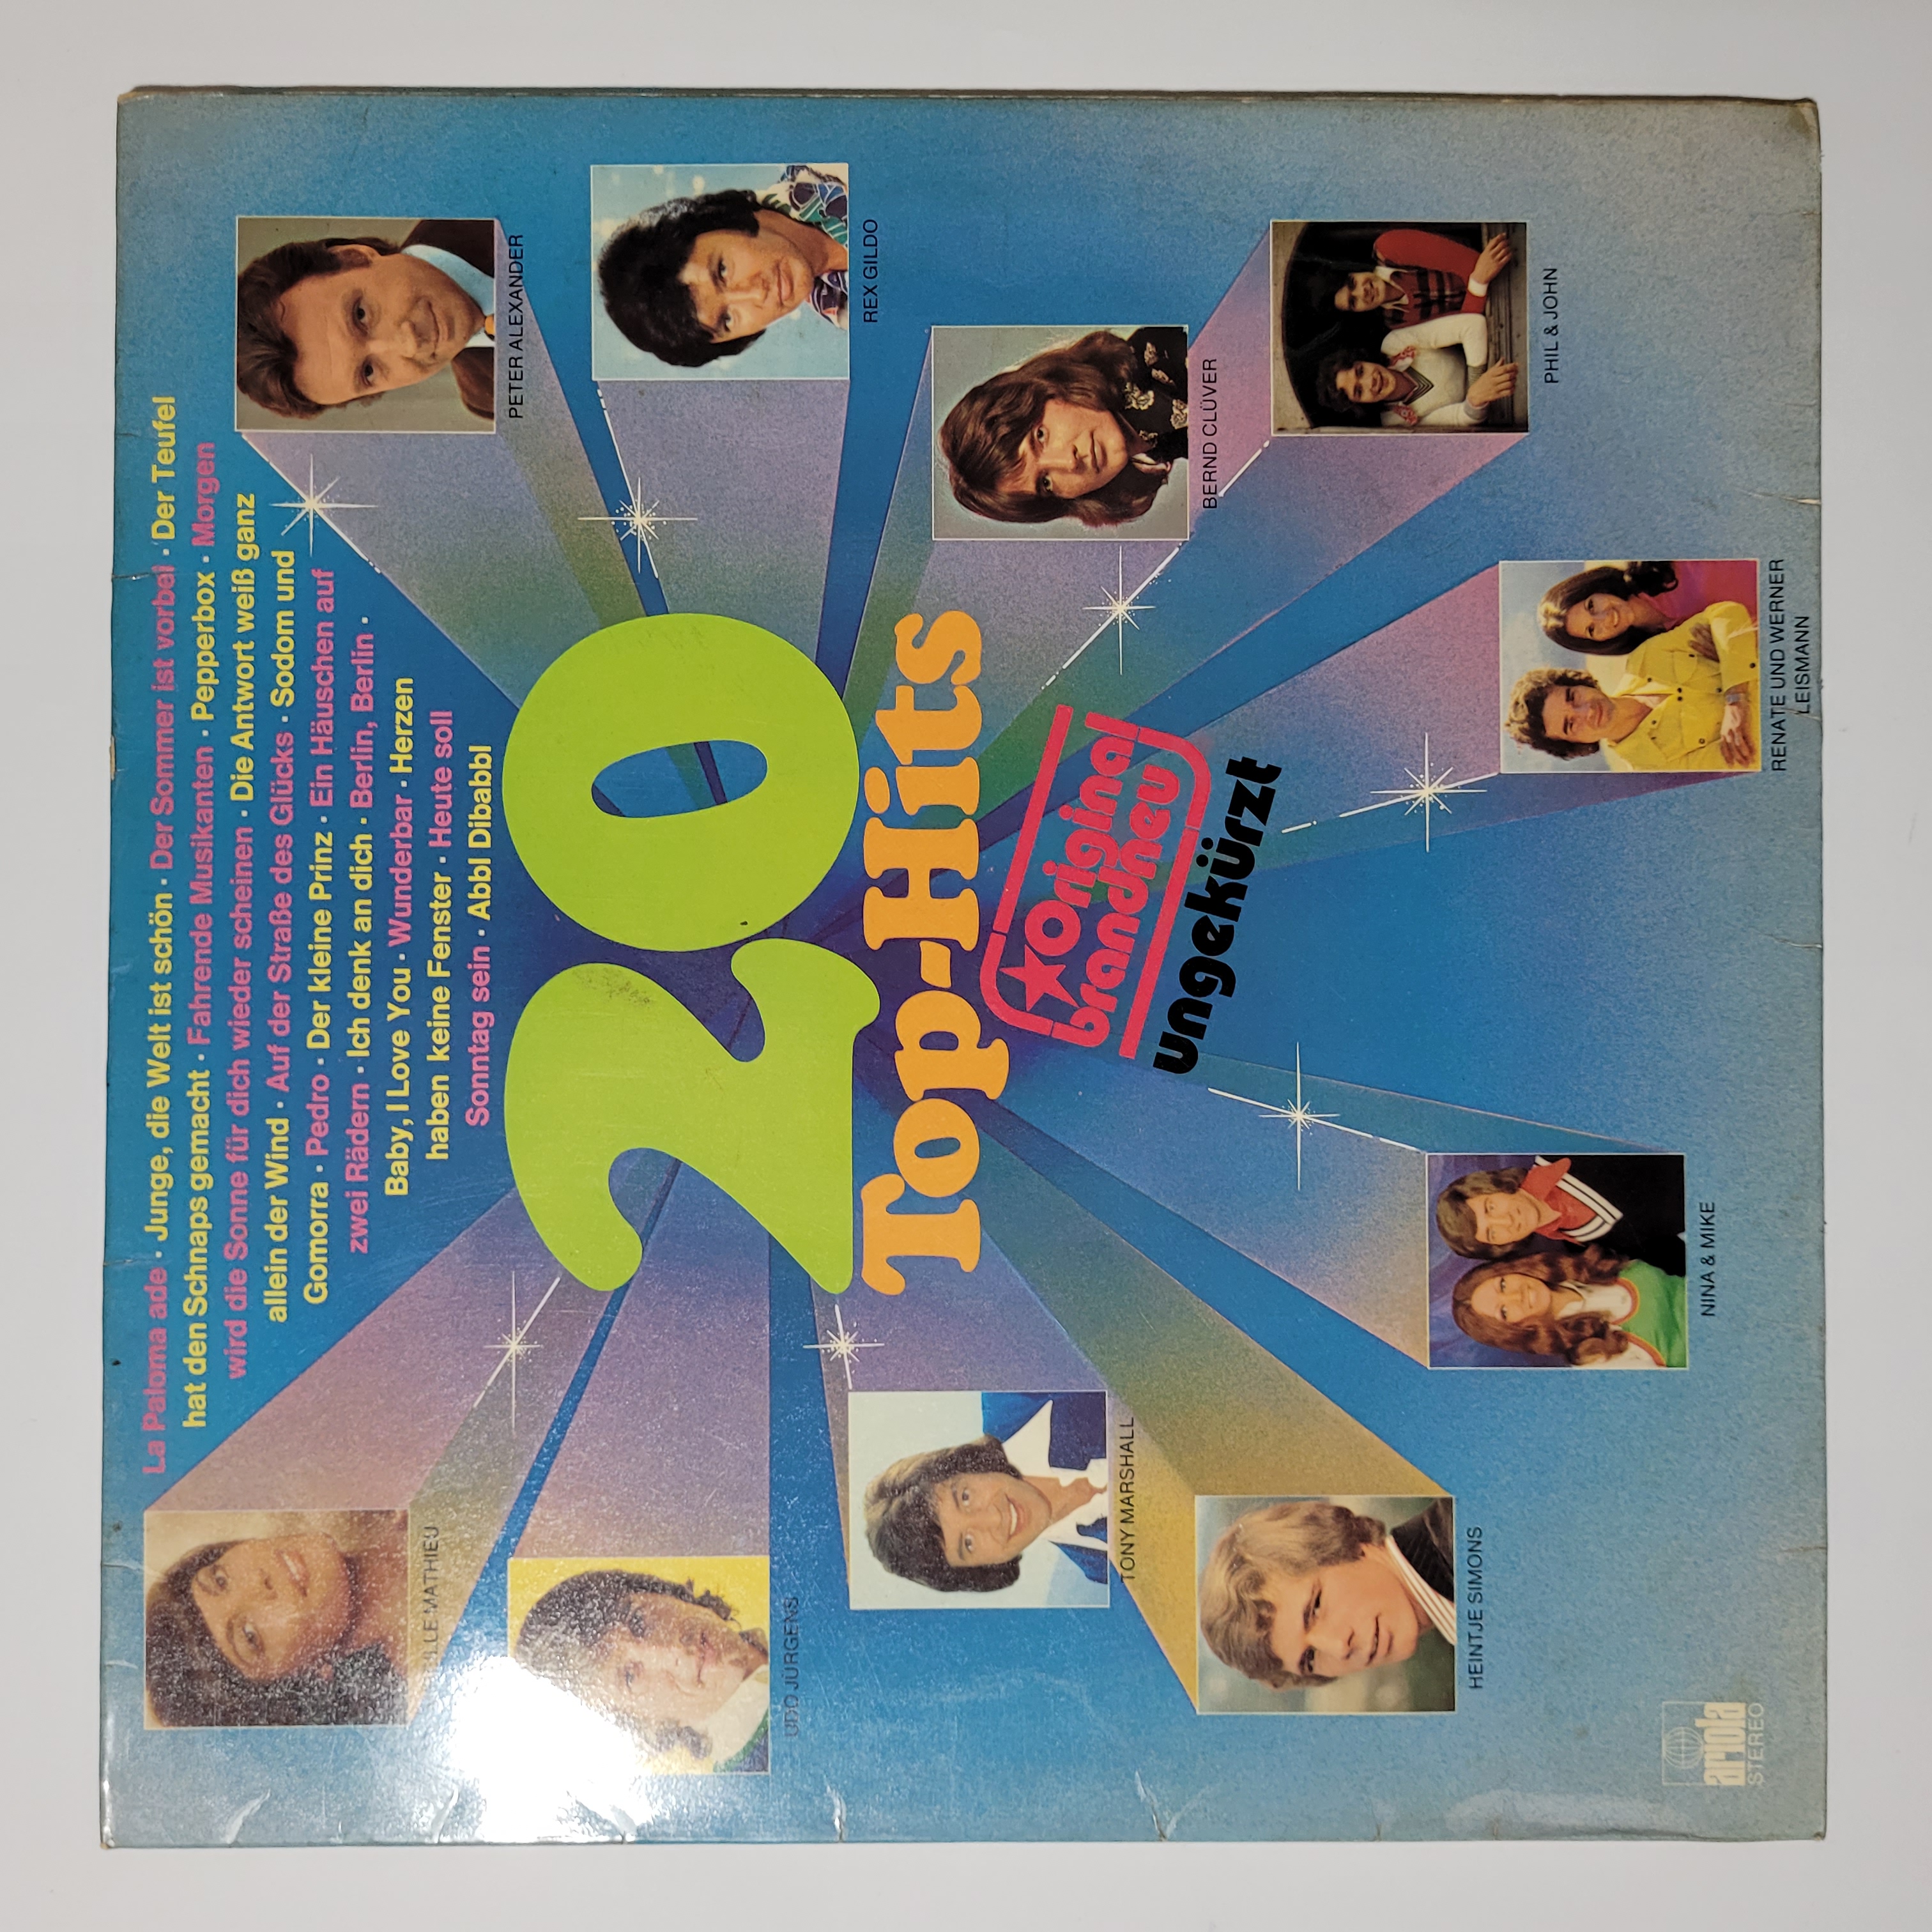 La Paloma ade · Junge, die Welt ist schön · Der Sommer ist vorbei · Der Teufel
hat den Schnaps gemacht · Fahrende Musikanten · Pepperbox · Morgen
wird die Sonne für dich wieder scheinen · Die Antwort weiß ganz
allein der Wind · Auf der Straße des Glücks · Sodom und
Gomorra · Pedro · Der kleine Prinz · Ein Häuschen auf
zwei Rädern · Ich denk an dich · Berlin, Berlin ·
Baby, I Love You · Wunderbar · Herzen
haben keine Fenster · Heute soll
Sonntag sein · Abbl Dibabbl
MATHIEU
PETER ALEXANDER
20
UDO JÜRGENS
REX GILDO
Top-Hits
Original
brandneu
ungekürzt
TONY MARSHALL
BERND CLÜVER
HEINTJE SIMONS
PHIL & JOHN
NINA & MIKE
RENATE UND WERNER
LEISMANN
ariola
STEREO